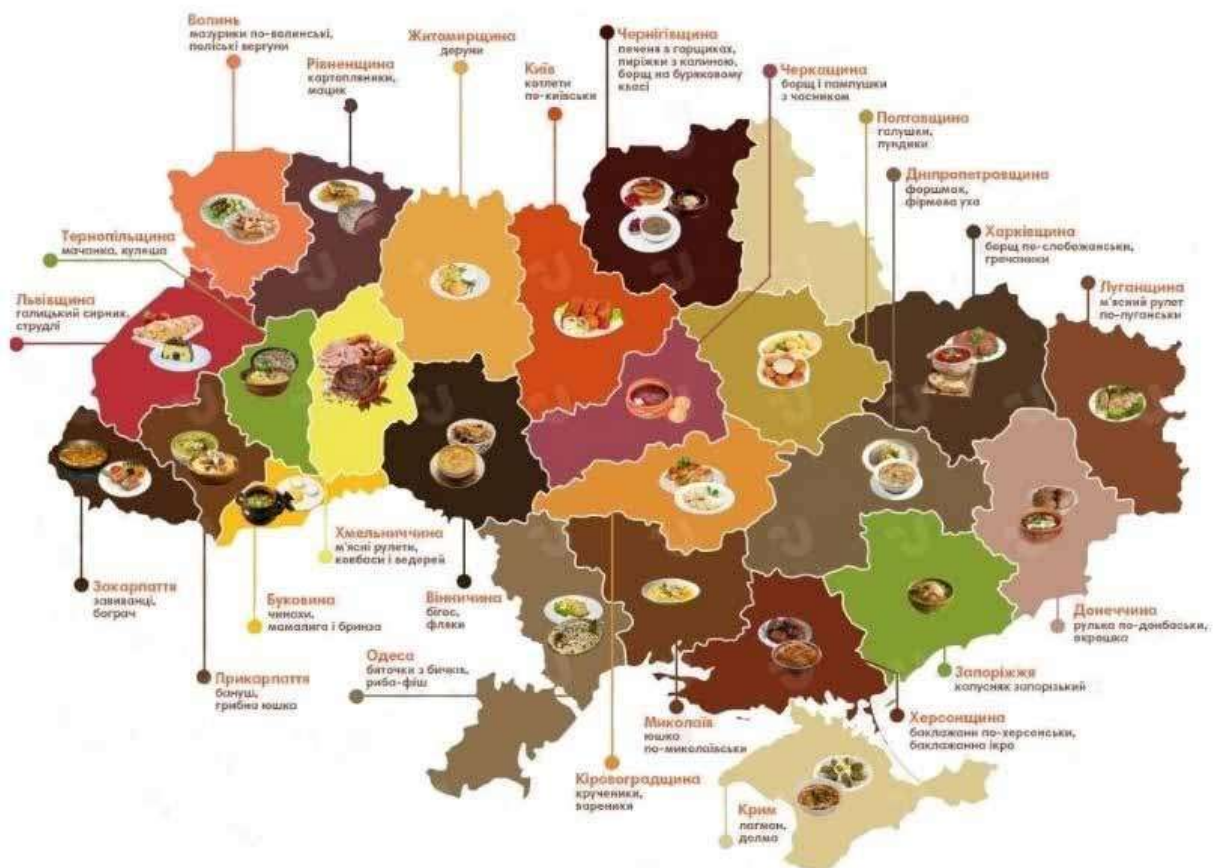 Волинь
мазурики по-волинські,
поліські вергуни
Рівненщина
картопляники,
мацик
Житомирщина
деруни
Київ
котлети
по-київськи
Чернігівщина
печеня в горщиках,
пиріжки з калиною,
борщ на буряковому
квасі
Черкащина
борщ і пампушки
з часником
Полтавщина
галушки,
пундики
Дніпропетровщина
форшмак,
фірмова уха
Харківщина
борщ по-слобожанськи,
гречаники
Луганщина
м'ясний рулет
по-луганськи
Тернопільщина
мачанка, кулеша
Львівщина
галицький сирник,
струдлі
Закарпаття
завиванці,
бограч
Прикарпаття
бануш,
грибна юшка
Буковина
чинахи,
мамалига і бринза
Хмельниччина
м'ясні рулети,
ковбаси і ведерей
Вінниччина
бігос,
фляки
Одеса
биточки з бичків,
риба-фіш
Миколаїв
юшка
по-миколаївськи
Кіровоградщина
крученики,
вареники
Крим
лагман,
долма
Херсонщина
баклажани по-херсонськи,
баклажанна ікра
Запоріжжя
капусняк запорізький
Донеччина
рулька по-донбаськи,
окрошка